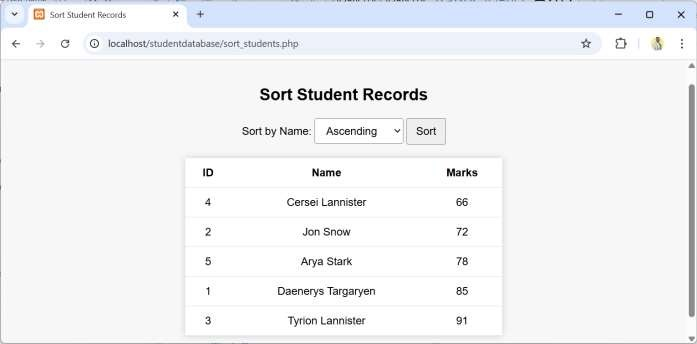 Sort Student Records
localhost/studentdatabase/sort_students.php
Sort Student Records
Sort by Name: Ascending Sort
ID Name Marks
4 Cersei Lannister 66
2 Jon Snow 72
5 Arya Stark 78
1 Daenerys Targaryen 85
3 Tyrion Lannister 91